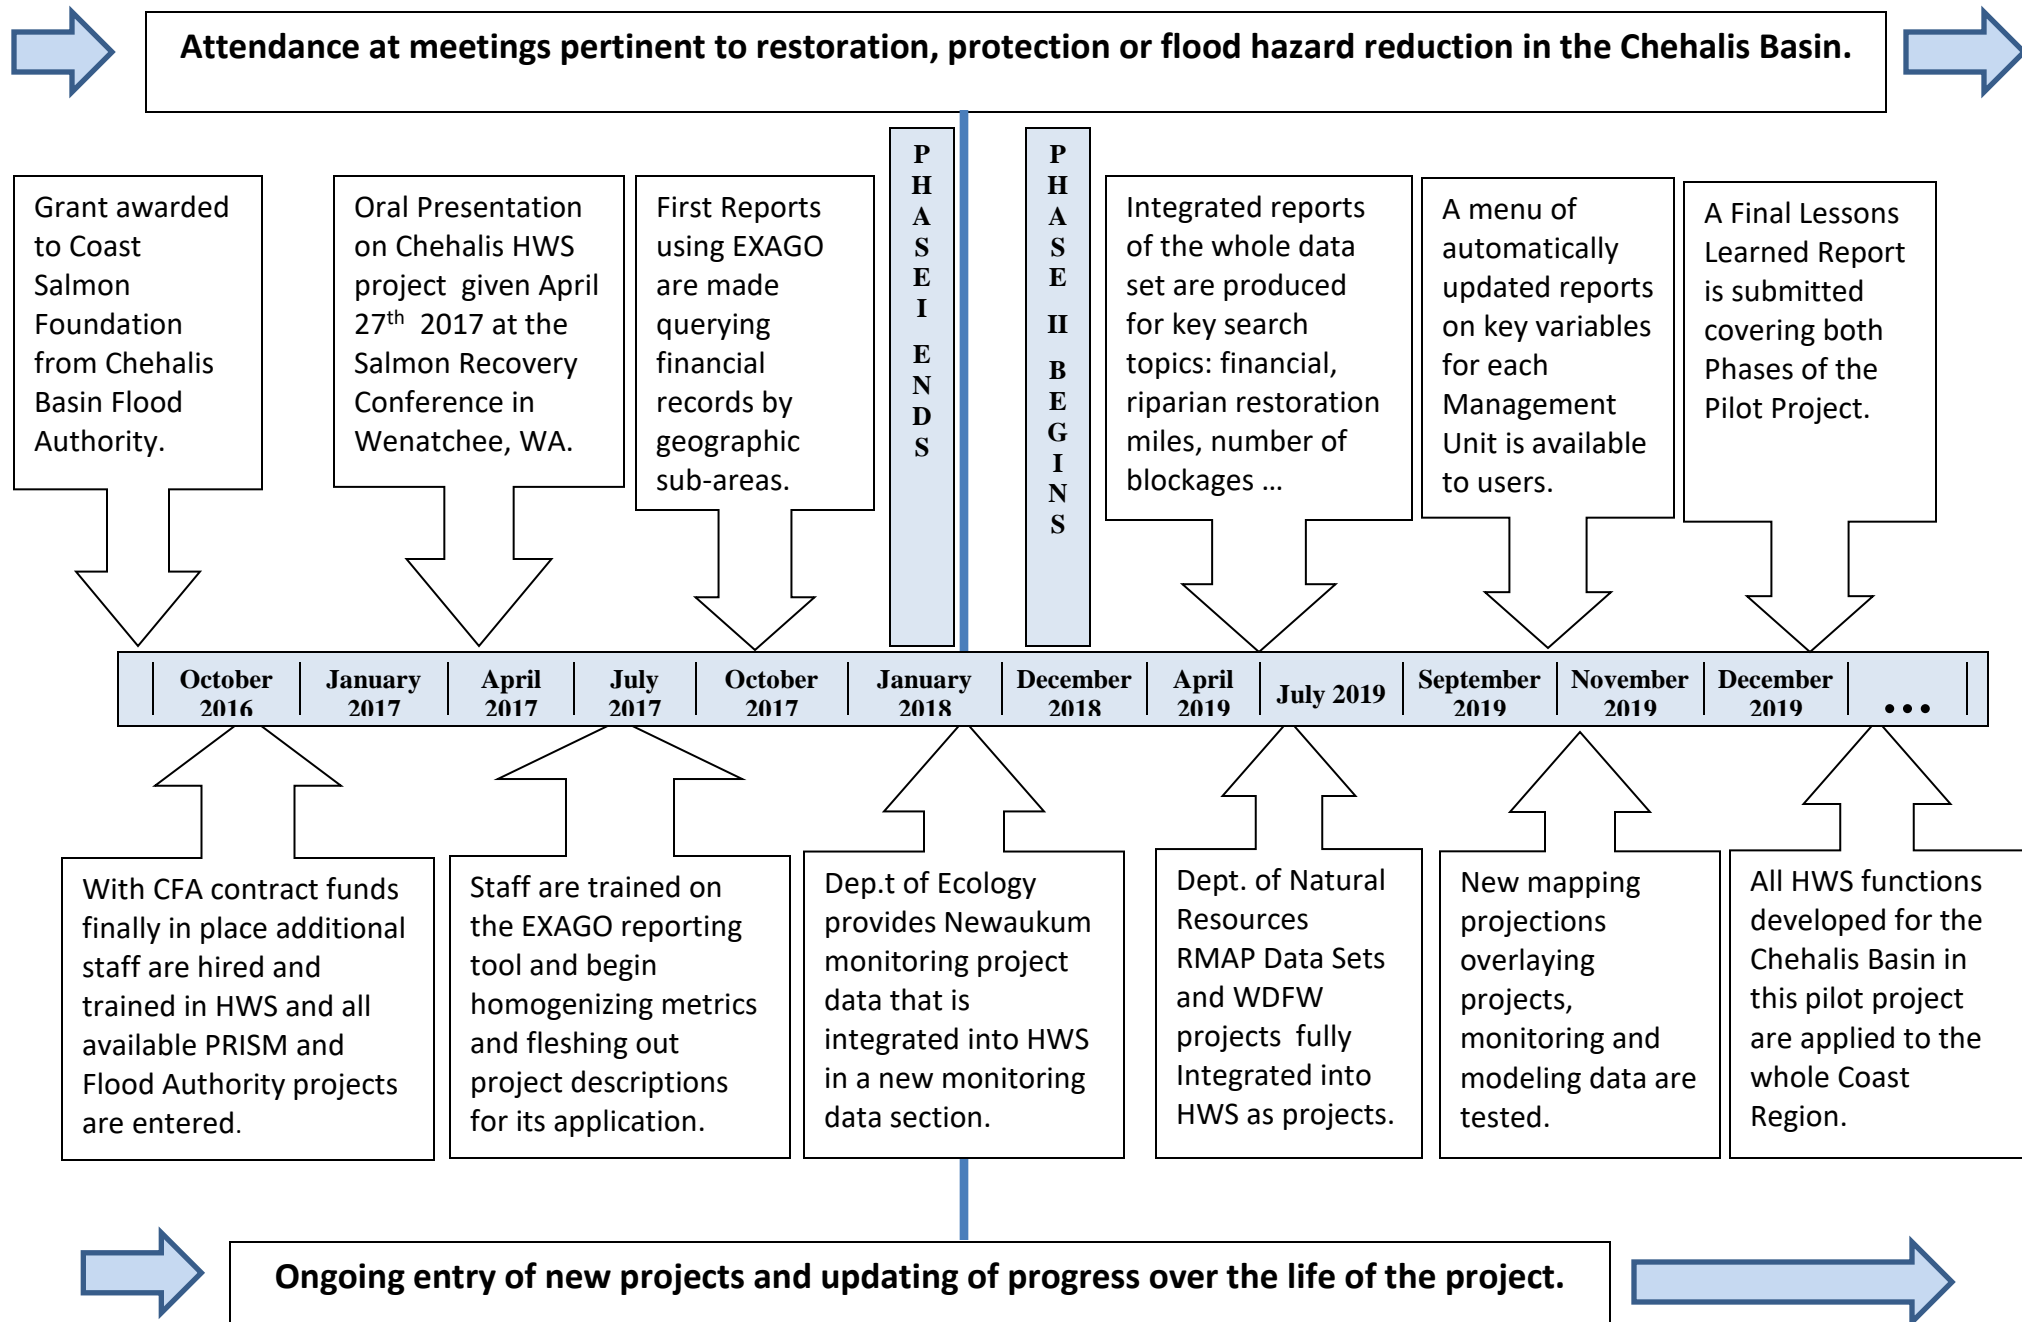 Attendance at meetings pertinent to restoration, protection or flood hazard reduction in the Chehalis Basin.
Grant awarded
to Coast
Salmon
Foundation
from Chehalis
Basin Flood
Authority.
Oral Presentation
on Chehalis HWS
project given April
27th 2017 at the
Salmon Recovery
Conference in
Wenatchee, WA.
First Reports
using EXAGO
are made
querying
financial
records by
geographic
sub-areas.
PHASE I ENDS
PHASE II BEGINS
Integrated reports
of the whole data
set are produced
for key search
topics: financial,
riparian restoration
miles, number of
blockages …
A menu of
automatically
updated reports
on key variables
for each
Management
Unit is available
to users.
A Final Lessons
Learned Report
is submitted
covering both
Phases of the
Pilot Project.
October 2016
January 2017
April 2017
July 2017
October 2017
January 2018
December 2018
April 2019
July 2019
September 2019
November 2019
December 2019
…
With CFA contract funds
finally in place additional
staff are hired and
trained in HWS and all
available PRISM and
Flood Authority projects
are entered.
Staff are trained on
the EXAGO reporting
tool and begin
homogenizing metrics
and fleshing out
project descriptions
for its application.
Dep.t of Ecology
provides Newaukum
monitoring project
data that is
integrated into HWS
in a new monitoring
data section.
Dept. of Natural
Resources
RMAP Data Sets
and WDFW
projects fully
Integrated into
HWS as projects.
New mapping
projections
overlaying
projects,
monitoring and
modeling data are
tested.
All HWS functions
developed for the
Chehalis Basin in
this pilot project
are applied to the
whole Coast
Region.
Ongoing entry of new projects and updating of progress over the life of the project.